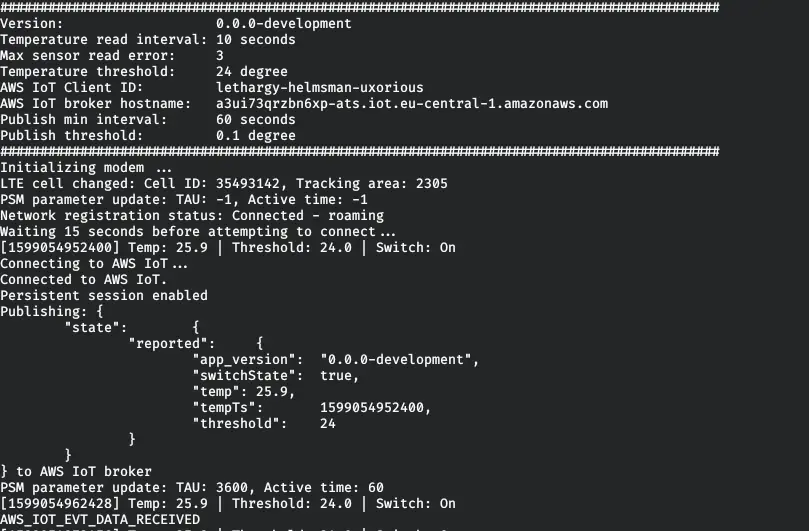 ##########################################################################################
Version: 0.0.0-development
Temperature read interval: 10 seconds
Max sensor read error: 3
Temperature threshold: 24 degree
AWS IoT Client ID: lethargy-helmsman-uxorious
AWS IoT broker hostname: a3ui73qrzbn6xp-ats.iot.eu-central-1.amazonaws.com
Publish min interval: 60 seconds
Publish threshold: 0.1 degree
##########################################################################################
Initializing modem ...
LTE cell changed: Cell ID: 35493142, Tracking area: 2305
PSM parameter update: TAU: -1, Active time: -1
Network registration status: Connected - roaming
Waiting 15 seconds before attempting to connect...
[1599054952400] Temp: 25.9 | Threshold: 24.0 | Switch: On
Connecting to AWS IoT...
Connected to AWS IoT.
Persistent session enabled
Publishing: {
"state": {
"reported": {
"app_version": "0.0.0-development",
"switchState": true,
"temp": 25.9,
"tempTs": 1599054952400,
"threshold": 24
}
}
} to AWS IoT broker
PSM parameter update: TAU: 3600, Active time: 60
[1599054962428] Temp: 25.9 | Threshold: 24.0 | Switch: On
AWS_IOT_EVT_DATA_RECEIVED